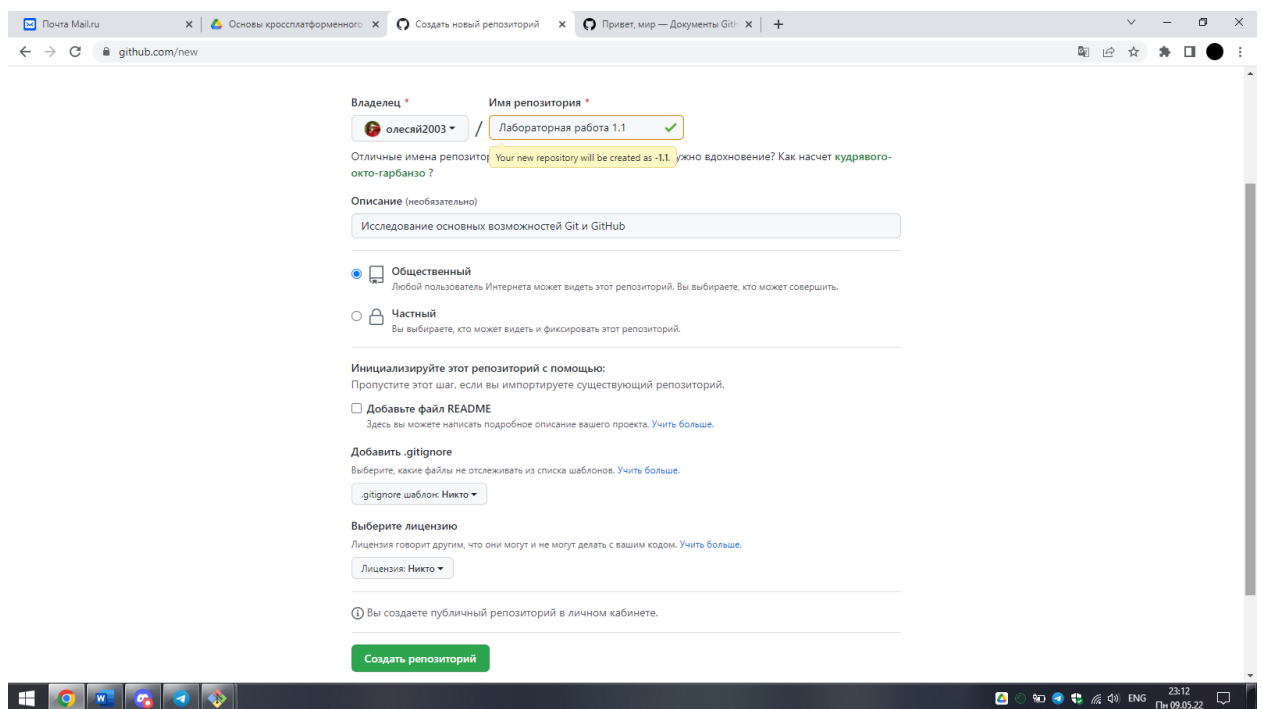 Почта Mail.ru
Основы кроссплатформенного
Создать новый репозиторий
Привет, мир — Документы Gith
github.com/new
Владелец * Имя репозитория *
олесяй2003 / Лабораторная работа 1.1
Отличные имена репозитор Your new repository will be created as -1.1. ужно вдохновение? Как насчет кудрявого-
окто-гарбанзо ?
Описание (необязательно)
Исследование основных возможностей Git и GitHub
Общественный
Любой пользователь Интернета может видеть этот репозиторий. Вы выбираете, кто может совершить.
Частный
Вы выбираете, кто может видеть и фиксировать этот репозиторий.
Инициализируйте этот репозиторий с помощью:
Пропустите этот шаг, если вы импортируете существующий репозиторий.
Добавьте файл README
Здесь вы можете написать подробное описание вашего проекта. Учить больше.
Добавить .gitignore
Выберите, какие файлы не отслеживать из списка шаблонов. Учить больше.
.gitignore шаблон: Никто
Выберите лицензию
Лицензия говорит другим, что они могут и не могут делать с вашим кодом. Учить больше.
Лицензия: Никто
Вы создаете публичный репозиторий в личном кабинете.
Создать репозиторий
ENG
23:12
Пн 09.05.22